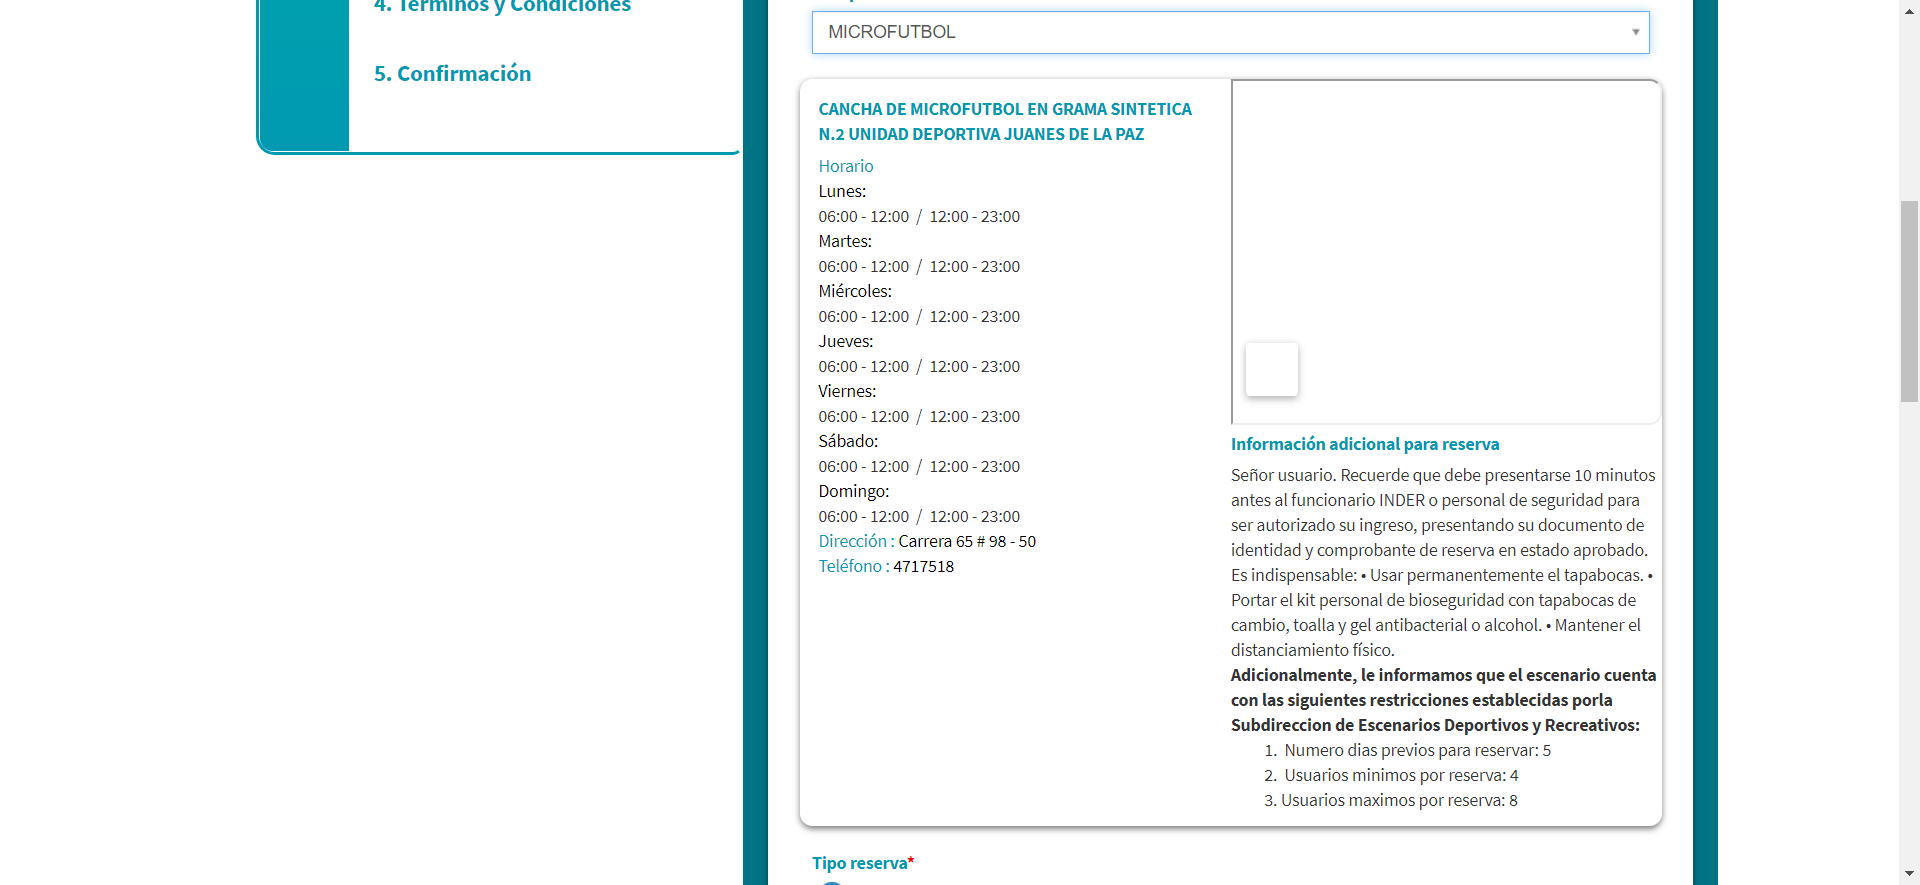 4. Términos y Condiciones
5. Confirmación
MICROFUTBOL
CANCHA DE MICROFUTBOL EN GRAMA SINTETICA
N.2 UNIDAD DEPORTIVA JUANES DE LA PAZ
Horario
Lunes:
06:00 - 12:00 / 12:00 - 23:00
Martes:
06:00 - 12:00 / 12:00 - 23:00
Miércoles:
06:00 - 12:00 / 12:00 - 23:00
Jueves:
06:00 - 12:00 / 12:00 - 23:00
Viernes:
06:00 - 12:00 / 12:00 - 23:00
Sábado:
06:00 - 12:00 / 12:00 - 23:00
Domingo:
06:00 - 12:00 / 12:00 - 23:00
Dirección : Carrera 65 # 98 - 50
Teléfono : 4717518
Información adicional para reserva
Señor usuario. Recuerde que debe presentarse 10 minutos
antes al funcionario INDER o personal de seguridad para
ser autorizado su ingreso, presentando su documento de
identidad y comprobante de reserva en estado aprobado.
Es indispensable: • Usar permanentemente el tapabocas. •
Portar el kit personal de bioseguridad con tapabocas de
cambio, toalla y gel antibacterial o alcohol. • Mantener el
distanciamiento físico.
Adicionalmente, le informamos que el escenario cuenta
con las siguientes restricciones establecidas porla
Subdireccion de Escenarios Deportivos y Recreativos:
1. Numero dias previos para reservar: 5
2. Usuarios minimos por reserva: 4
3. Usuarios maximos por reserva: 8
Tipo reserva*